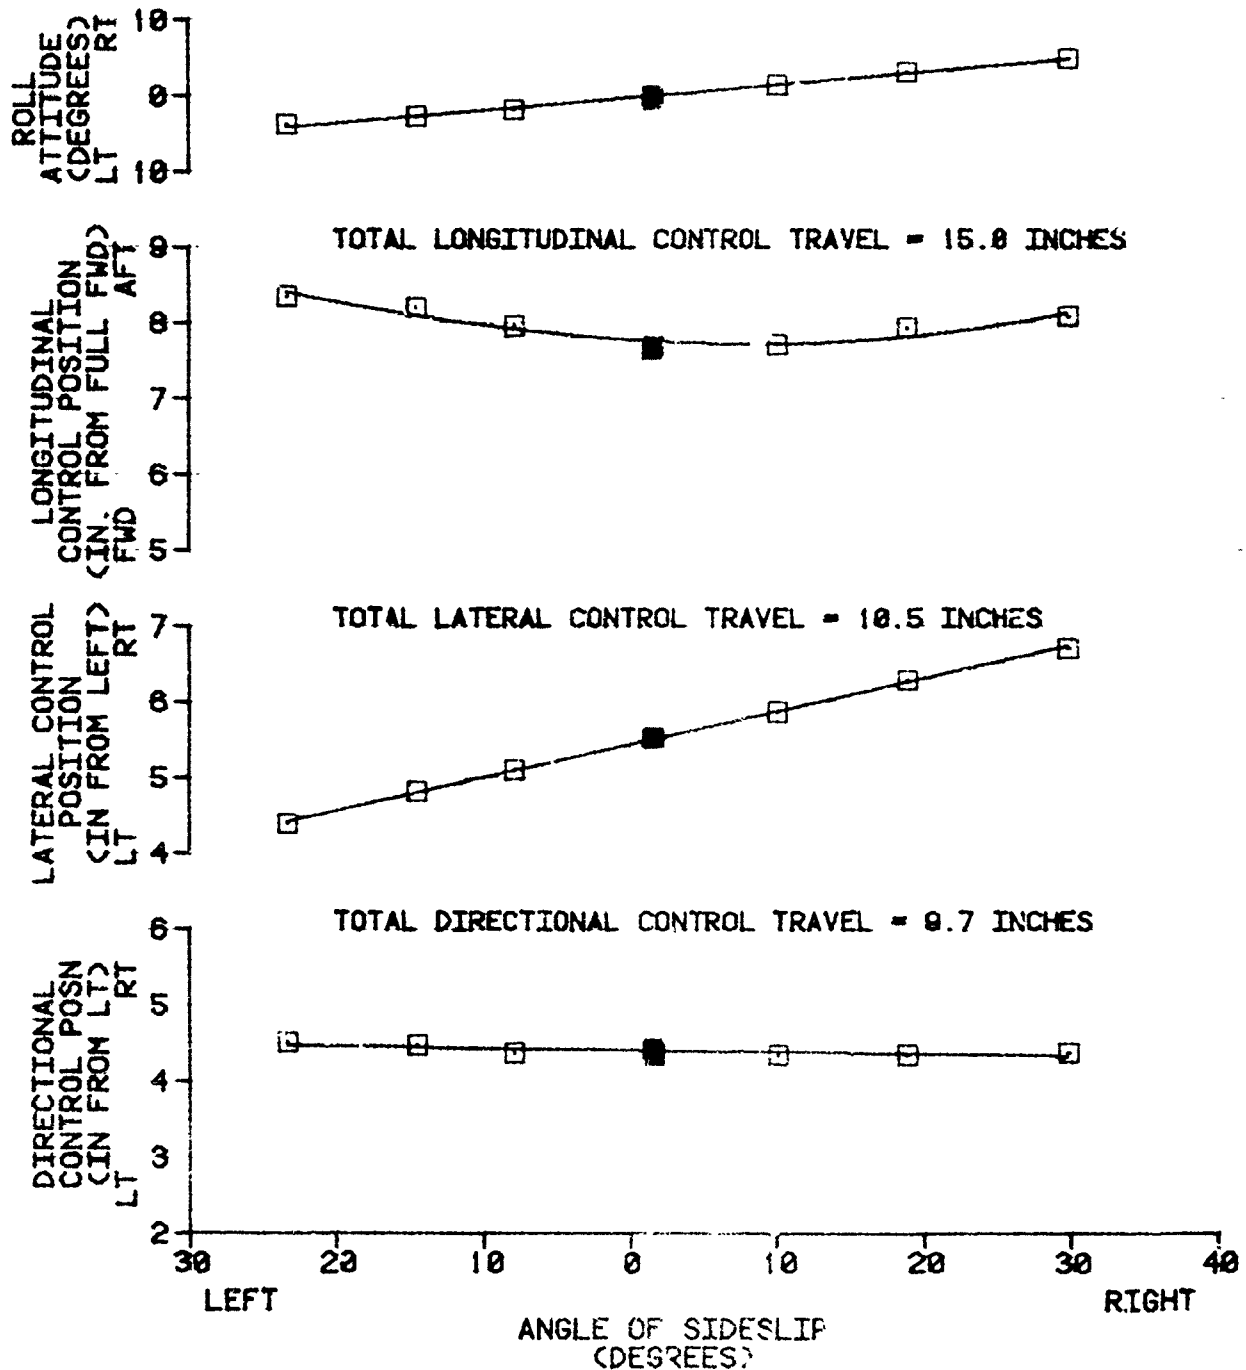 ROLL
ATTITUDE
(DEGREES)
LT RT
10
0
10
TOTAL LONGITUDINAL CONTROL TRAVEL = 15.0 INCHES
LONGITUDINAL
CONTROL POSITION
(IN. FROM FULL FWD)
FWD AFT
9
8
7
6
5
TOTAL LATERAL CONTROL TRAVEL = 10.5 INCHES
LATERAL CONTROL
POSITION
(IN FROM LEFT)
LT RT
7
6
5
4
TOTAL DIRECTIONAL CONTROL TRAVEL = 9.7 INCHES
DIRECTIONAL
CONTROL POSN
(IN FROM LT)
LT RT
6
5
4
3
2
30 20 10 0 10 20 30 40
LEFT RIGHT
ANGLE OF SIDESLIP
(DEGREES)